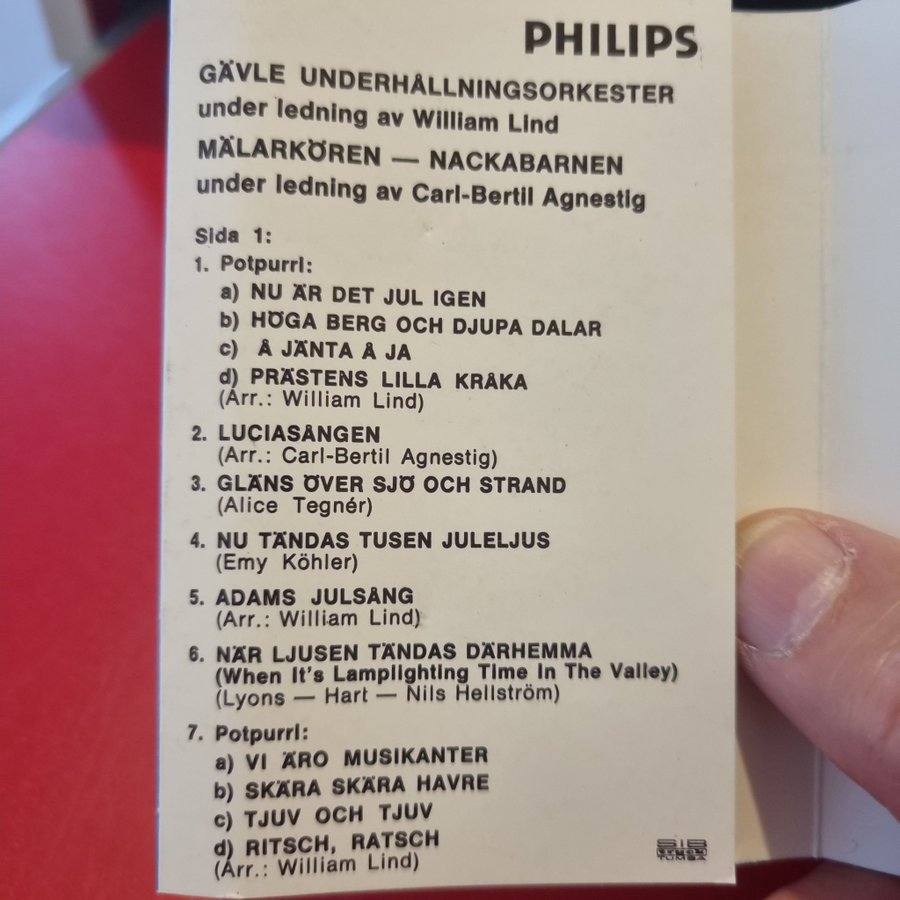 PHILIPS
GÄVLE UNDERHÅLLNINGSORKESTER
under ledning av William Lind
MÄLARKÖREN — NACKABARNEN
under ledning av Carl-Bertil Agnestig
Sida 1:
1. Potpurri:
a) NU ÄR DET JUL IGEN
b) HÖGA BERG OCH DJUPA DALAR
c) Å JÄNTA Å JA
d) PRÄSTENS LILLA KRÅKA
(Arr.: William Lind)
2. LUCIASÅNGEN
(Arr.: Carl-Bertil Agnestig)
3. GLÄNS ÖVER SJÖ OCH STRAND
(Alice Tegnér)
4. NU TÄNDAS TUSEN JULELJUS
(Emy Köhler)
5. ADAMS JULSÅNG
(Arr.: William Lind)
6. NÄR LJUSEN TÄNDAS DÄRHEMMA
(When It's Lamplighting Time In The Valley)
(Lyons — Hart — Nils Hellström)
7. Potpurri:
a) VI ÄRO MUSIKANTER
b) SKÄRA SKÄRA HAVRE
c) TJUV OCH TJUV
d) RITSCH, RATSCH
(Arr.: William Lind)
SIB
TRYCK
TUMBA